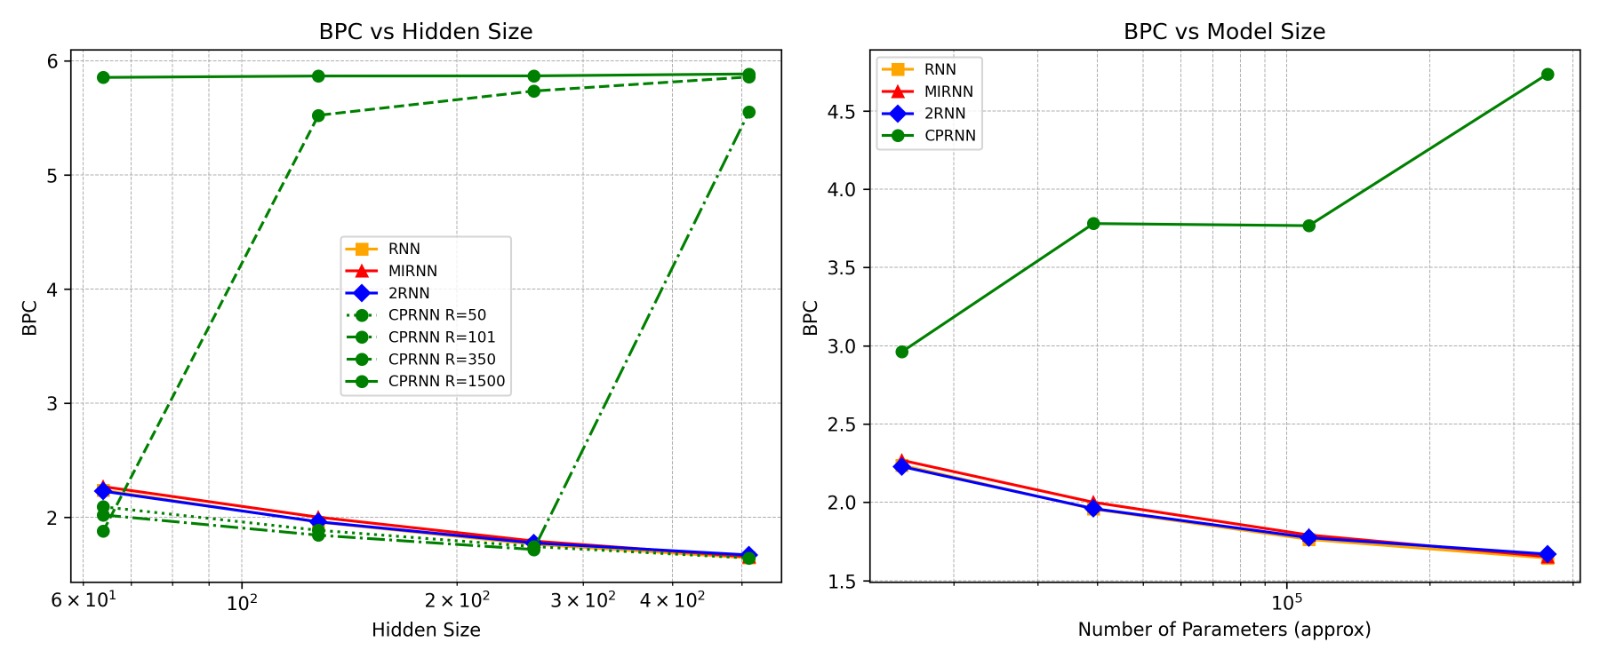 BPC vs Hidden Size
6
5
4
3
2
BPC
RNN
MIRNN
2RNN
CPRNN R=50
CPRNN R=101
CPRNN R=350
CPRNN R=1500
6 × 10¹
10²
2 × 10²
3 × 10²
4 × 10²
Hidden Size
BPC vs Model Size
4.5
4.0
3.5
3.0
2.5
2.0
1.5
BPC
RNN
MIRNN
2RNN
CPRNN
10⁵
Number of Parameters (approx)